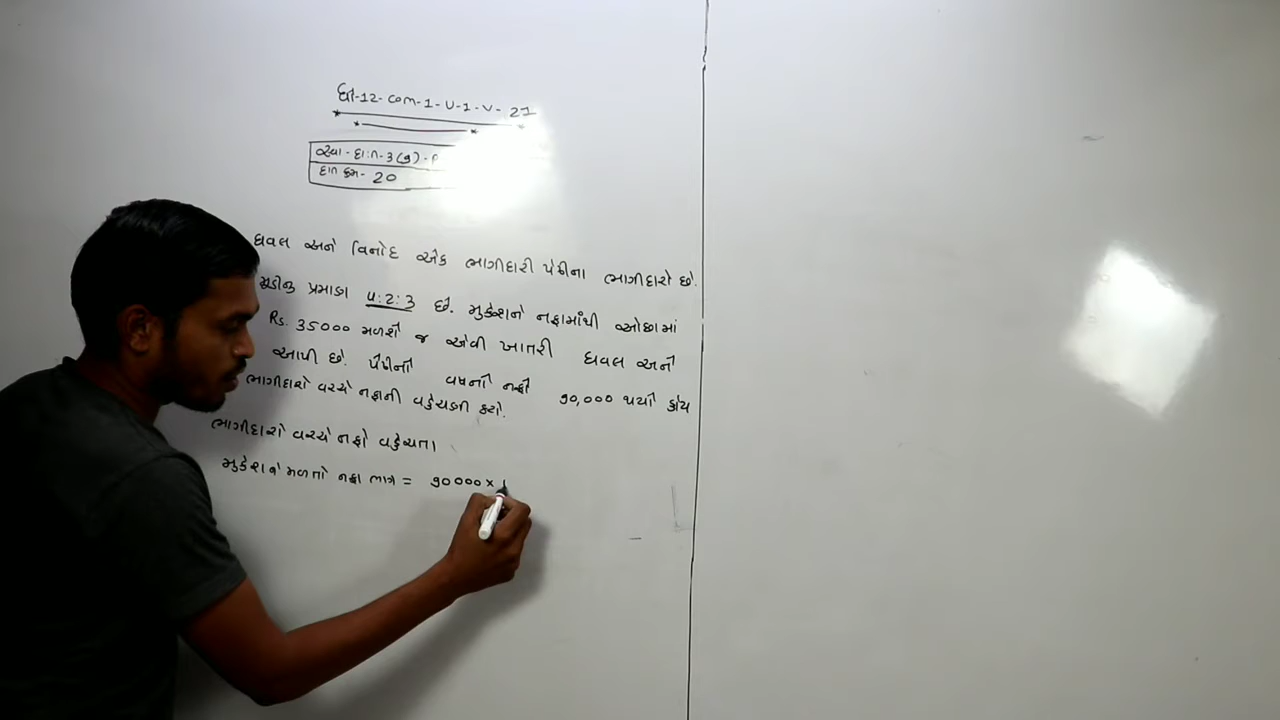 ધો-12- com-1-U-1-V- 21
સ્વા - દા.ન- 3(9) - P
દાન ક્રમ- 20
ધવલ અને વિનોદ એક ભાગીદારી પેઢીના ભાગીદારો છે.
મૂડીનુ પ્રમાણ 5:2:3 છે. મુકેશને નફામાંથી ઓછામાં
Rs. 35000 મળશે જ એવી ખાતરી ધવલ અને
આપી છે. પેઢીનો વર્ષનો નફો 90,000 થયો હોય
ભાગીદારો વચ્ચે નફાની વહેંચણી કરો.
ભાગીદારો વચ્ચે નફો વહેંચતા
મુકેશને મળતો નફો માત્ર = 90000 ×